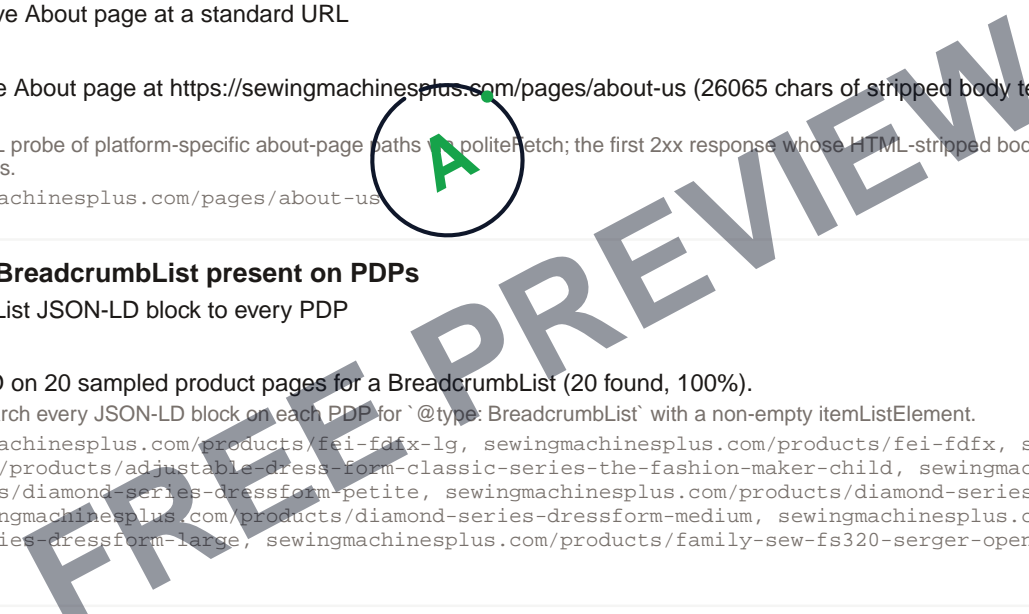 ve About page at a standard URL
e About page at https://sewingmachinesplus.com/pages/about-us (26065 chars of stripped body te
L probe of platform-specific about-page paths via politeFetch; the first 2xx response whose HTML-stripped bod
s.
achinesplus.com/pages/about-us
A
BreadcrumbList present on PDPs
List JSON-LD block to every PDP
D on 20 sampled product pages for a BreadcrumbList (20 found, 100%).
rch every JSON-LD block on each PDP for `@type: BreadcrumbList` with a non-empty itemListElement.
achinesplus.com/products/fei-fdfx-lg, sewingmachinesplus.com/products/fei-fdfx, s
/products/adjustable-dress-form-classic-series-the-fashion-maker-child, sewingmac
s/diamond-series-dressform-petite, sewingmachinesplus.com/products/diamond-series
ngmachinesplus.com/products/diamond-series-dressform-medium, sewingmachinesplus.c
ies-dressform-large, sewingmachinesplus.com/products/family-sew-fs320-serger-open
FREE PREVIEW